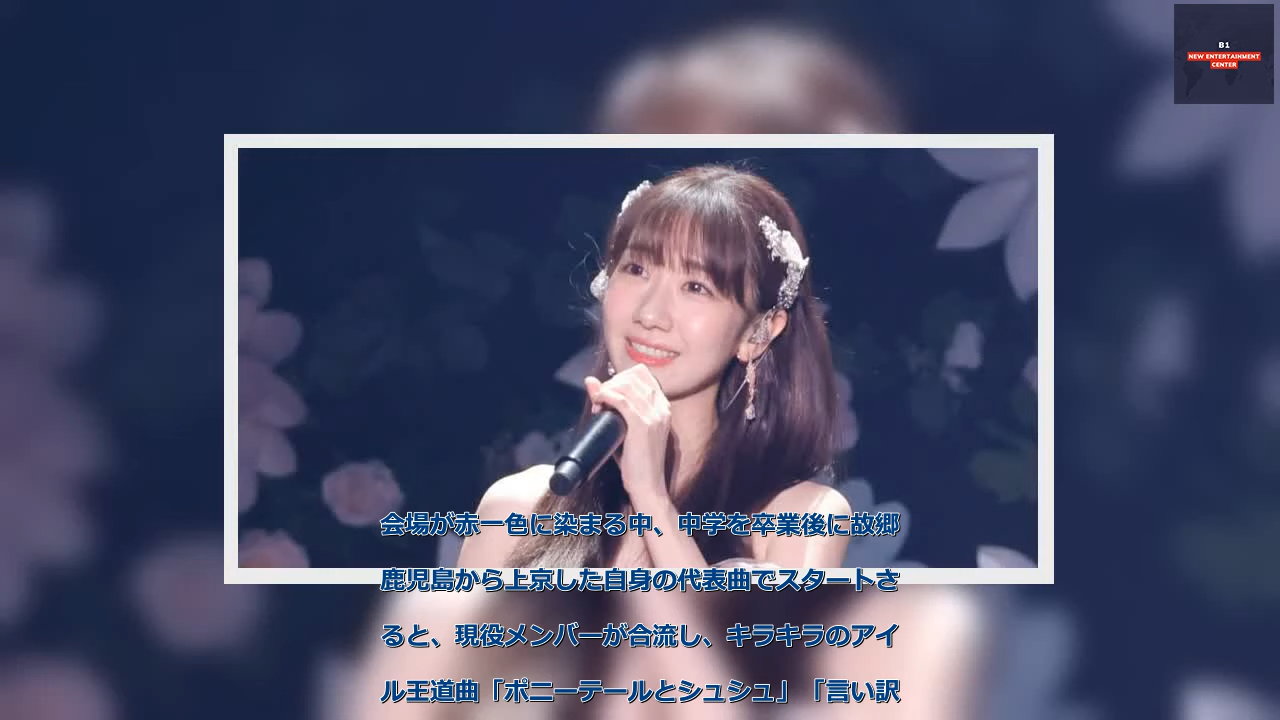 B1
NEW ENTERTAINMENT
CENTER
会場が赤一色に染まる中、中学を卒業後に故郷
鹿児島から上京した自身の代表曲でスタートさ
ると、現役メンバーが合流し、キラキラのアイ
ル王道曲「ポニーテールとシュシュ」「言い訳